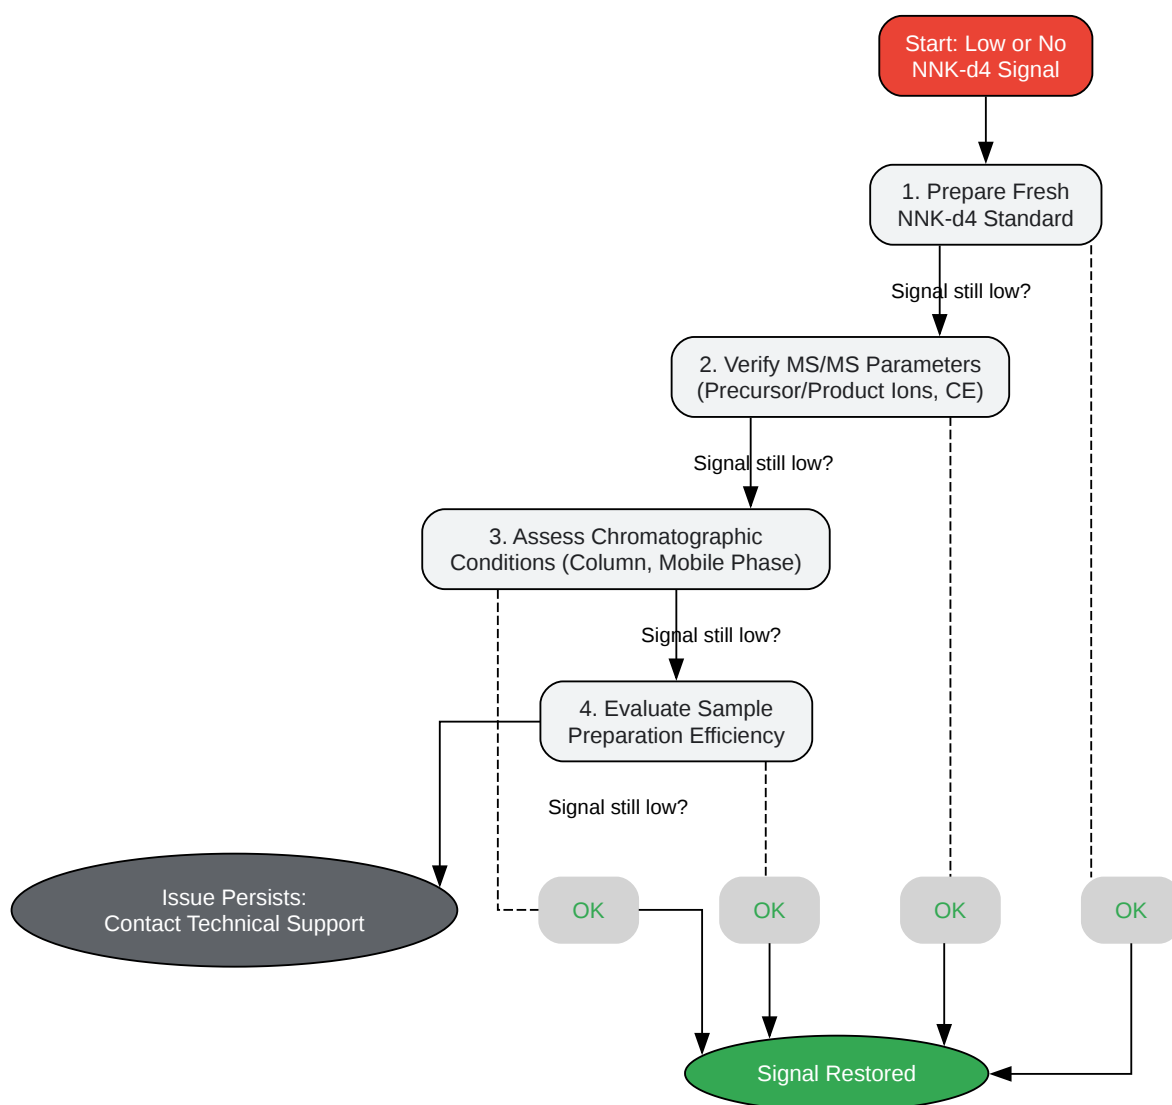 Start: Low or No
NNK-d4 Signal
1. Prepare Fresh
NNK-d4 Standard
Signal still low?
2. Verify MS/MS Parameters
(Precursor/Product Ions, CE)
Signal still low?
3. Assess Chromatographic
Conditions (Column, Mobile Phase)
Signal still low?
4. Evaluate Sample
Preparation Efficiency
Signal still low?
Issue Persists:
Contact Technical Support
OK
OK
OK
OK
Signal Restored